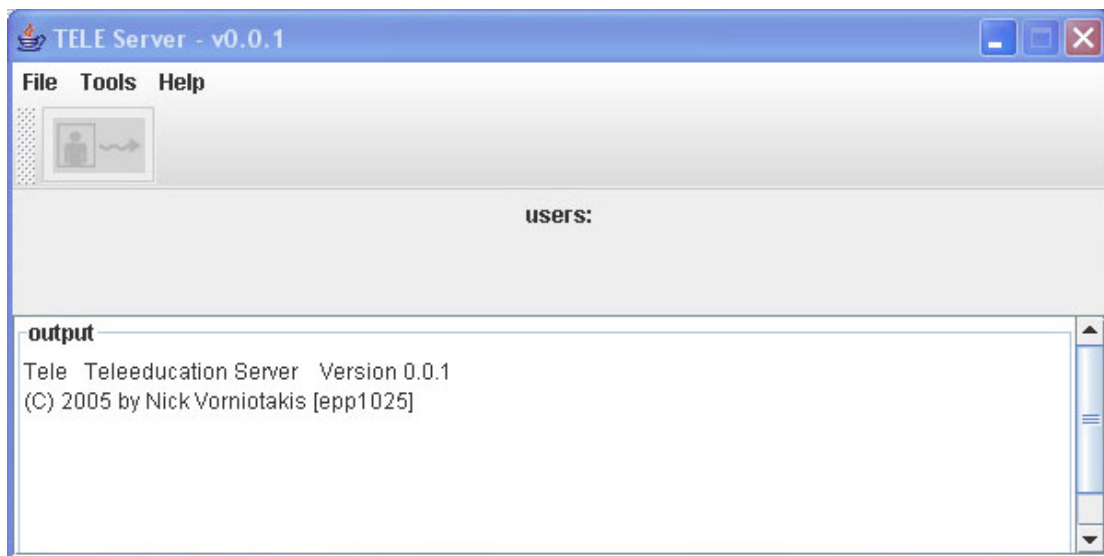 TELE Server - v0.0.1
File Tools Help
users:
output
Tele Teleeducation Server Version 0.0.1
(C) 2005 by Nick Vorniotakis [epp1025]